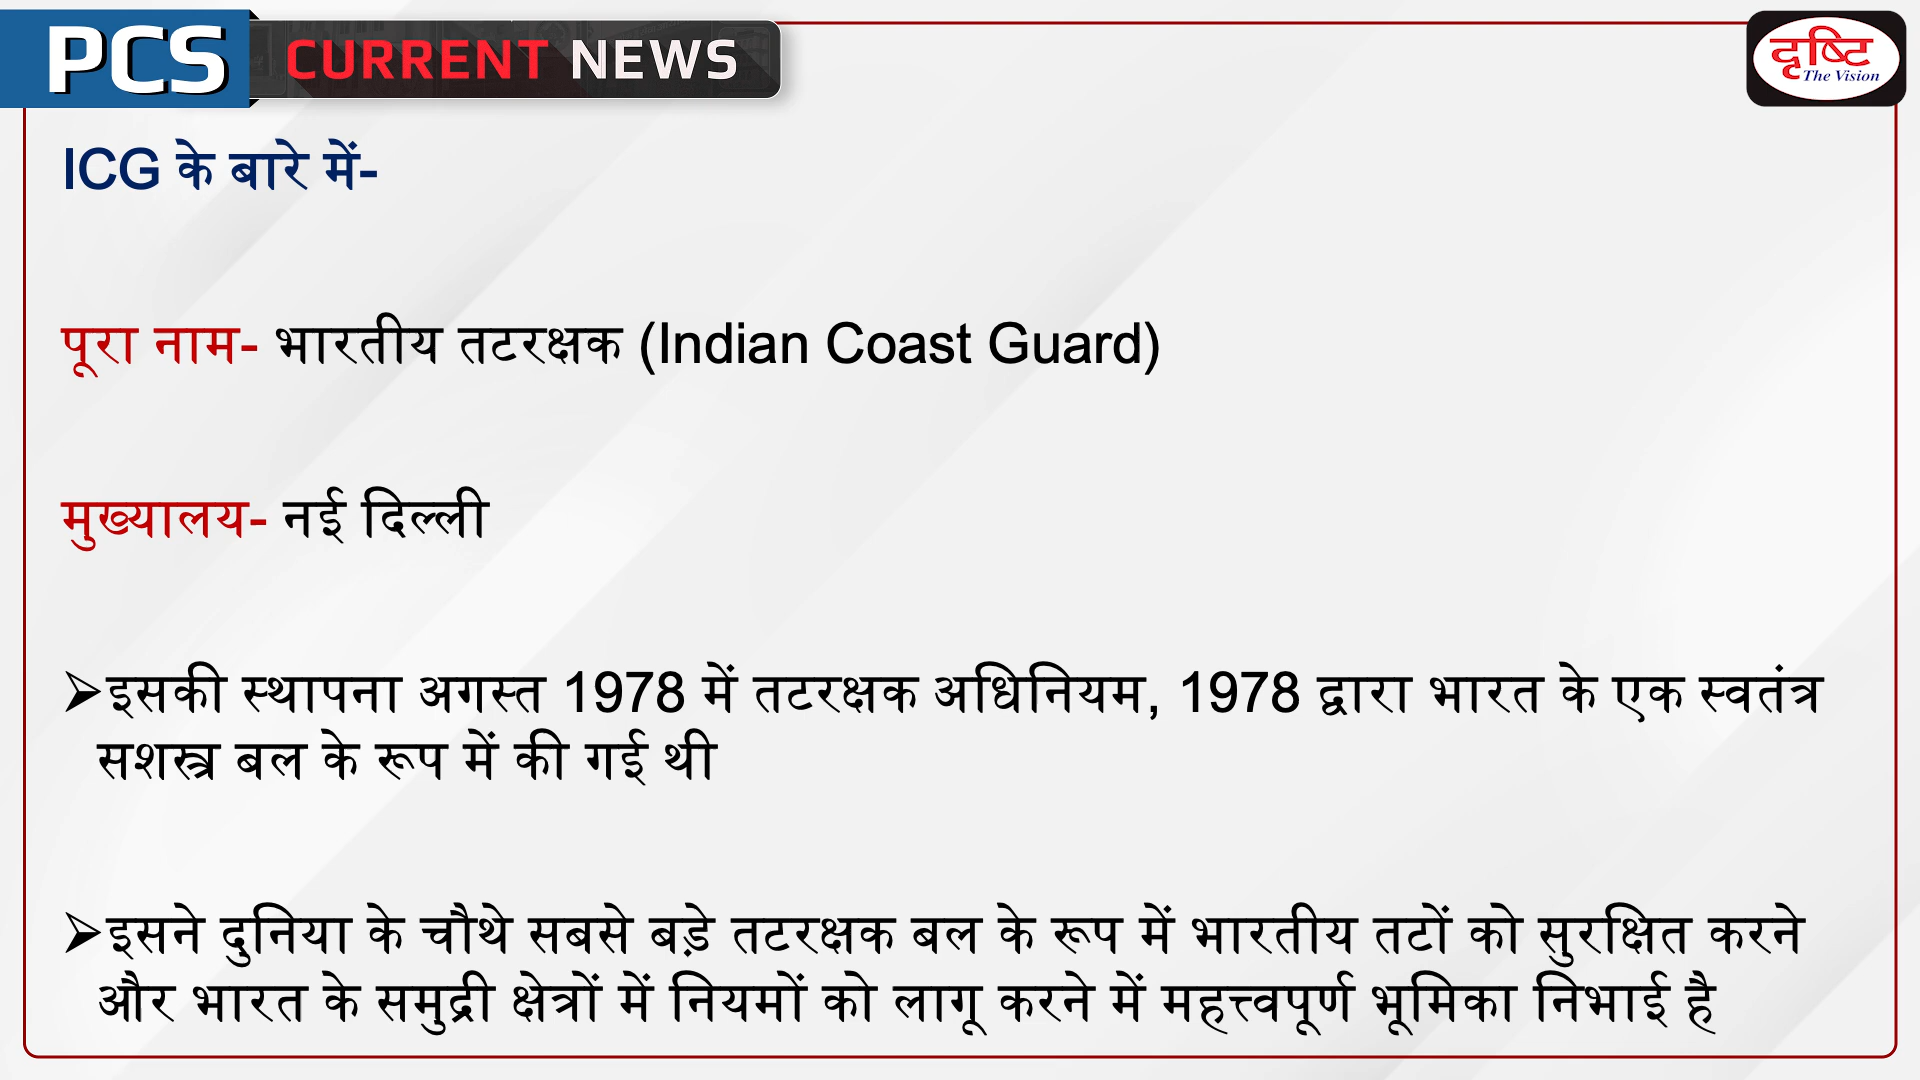 PCS CURRENT NEWS
दृष्टि
The Vision
ICG के बारे में-
पूरा नाम- भारतीय तटरक्षक (Indian Coast Guard)
मुख्यालय- नई दिल्ली
➢इसकी स्थापना अगस्त 1978 में तटरक्षक अधिनियम, 1978 द्वारा भारत के एक स्वतंत्र
सशस्त्र बल के रूप में की गई थी
➢इसने दुनिया के चौथे सबसे बड़े तटरक्षक बल के रूप में भारतीय तटों को सुरक्षित करने
और भारत के समुद्री क्षेत्रों में नियमों को लागू करने में महत्त्वपूर्ण भूमिका निभाई है